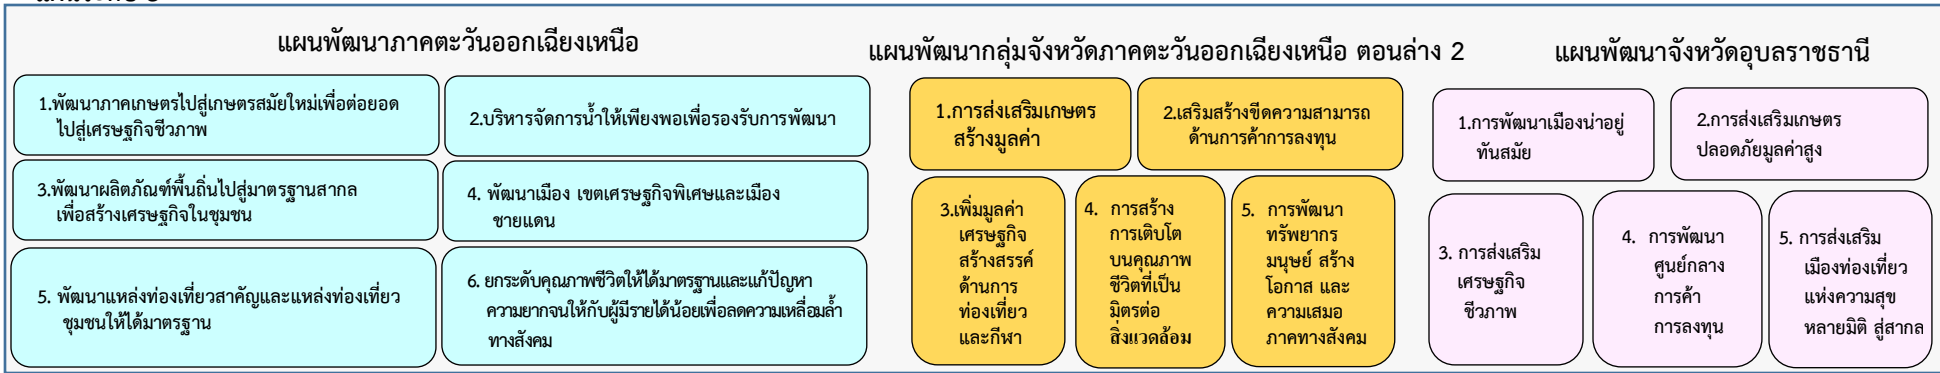 แผนพัฒนาภาคตะวันออกเฉียงเหนือ
1.พัฒนาภาคเกษตรไปสู่เกษตรสมัยใหม่เพื่อต่อยอด
ไปสู่เศรษฐกิจชีวภาพ
2.บริหารจัดการน้ำให้เพียงพอเพื่อรองรับการพัฒนา
3.พัฒนาผลิตภัณฑ์พื้นถิ่นไปสู่มาตรฐานสากล
เพื่อสร้างเศรษฐกิจในชุมชน
4. พัฒนาเมือง เขตเศรษฐกิจพิเศษและเมือง
ชายแดน
5. พัฒนาแหล่งท่องเที่ยวสำคัญและแหล่งท่องเที่ยว
ชุมชนให้ได้มาตรฐาน
6. ยกระดับคุณภาพชีวิตให้ได้มาตรฐานและแก้ปัญหา
ความยากจนให้กับผู้มีรายได้น้อยเพื่อลดความเหลื่อมล้ำ
ทางสังคม
แผนพัฒนากลุ่มจังหวัดภาคตะวันออกเฉียงเหนือ ตอนล่าง 2
1.การส่งเสริมเกษตร
สร้างมูลค่า
2.เสริมสร้างขีดความสามารถ
ด้านการค้าการลงทุน
3.เพิ่มมูลค่า
เศรษฐกิจ
สร้างสรรค์
ด้านการ
ท่องเที่ยว
และกีฬา
4. การสร้าง
การเติบโต
บนคุณภาพ
ชีวิตที่เป็น
มิตรต่อ
สิ่งแวดล้อม
5. การพัฒนา
ทรัพยากร
มนุษย์ สร้าง
โอกาส และ
ความเสมอ
ภาคทางสังคม
แผนพัฒนาจังหวัดอุบลราชธานี
1.การพัฒนาเมืองน่าอยู่
ทันสมัย
2.การส่งเสริมเกษตร
ปลอดภัยมูลค่าสูง
3. การส่งเสริม
เศรษฐกิจ
ชีวภาพ
4. การพัฒนา
ศูนย์กลาง
การค้า
การลงทุน
5. การส่งเสริม
เมืองท่องเที่ยว
แห่งความสุข
หลายมิติ สู่สากล